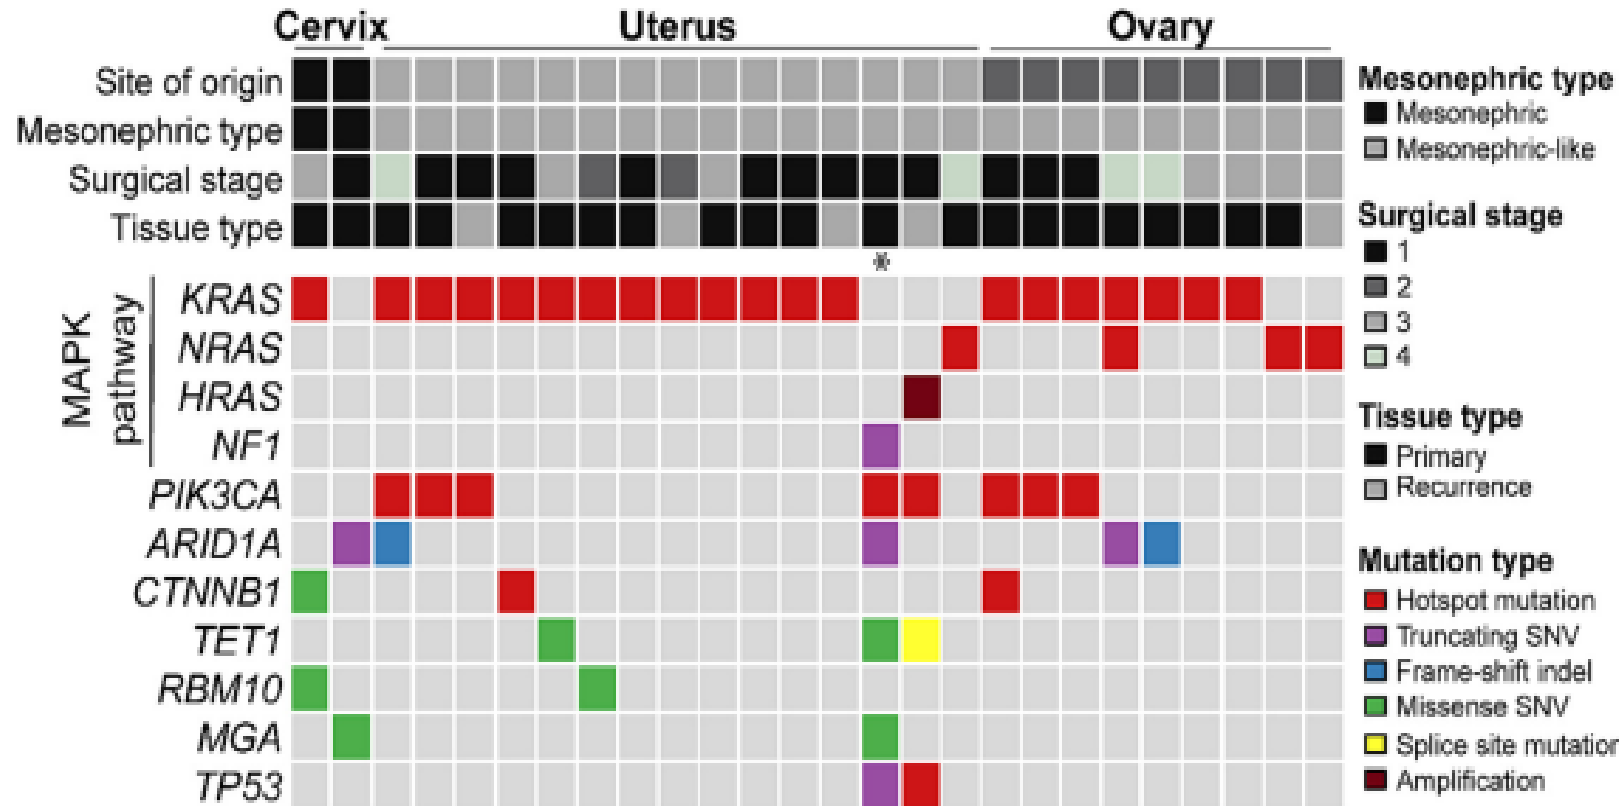 Cervix Uterus Ovary
Site of origin
Mesonephric type
Surgical stage
Tissue type
*
MAPK
pathway
KRAS
NRAS
HRAS
NF1
PIK3CA
ARID1A
CTNNB1
TET1
RBM10
MGA
TP53
Mesonephric type
Mesonephric
Mesonephric-like
Surgical stage
1
2
3
4
Tissue type
Primary
Recurrence
Mutation type
Hotspot mutation
Truncating SNV
Frame-shift indel
Missense SNV
Splice site mutation
Amplification